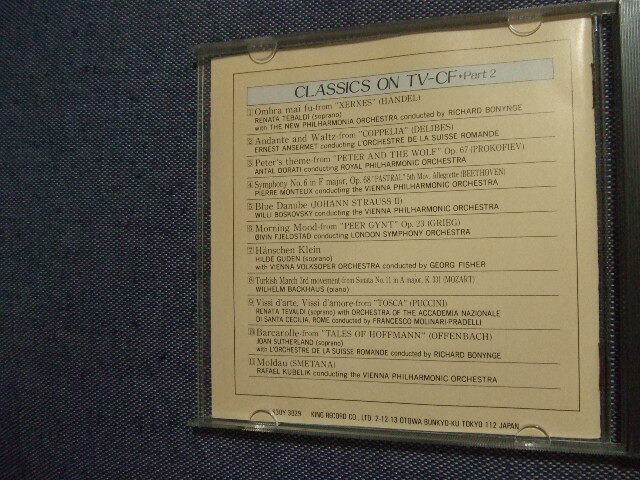 CLASSICS ON TV-CF•Part 2
1 Ombra mai fu-from "XERXES" (HANDEL)
RENATA TEBALDI (soprano)
with THE NEW PHILHARMONIA ORCHESTRA conducted by RICHARD BONYNGE
2 Andante and Waltz-from "COPPELIA" (DELIBES)
ERNEST ANSERMET conducting L'ORCHESTRE DE LA SUISSE ROMANDE
3 Peter's theme-from "PETER AND THE WOLF" Op. 67 (PROKOFIEV)
ANTAL DORATI conducting ROYAL PHILHARMONIC ORCHESTRA
4 Symphony No. 6 in F major, Op. 68 "PASTRAL" 5th Mov. Allegretto (BEETHOVEN)
PIERRE MONTEUX conducting the VIENNA PHILHARMONIC ORCHESTRA
5 Blue Danube (JOHANN STRAUSS II)
WILLI BOSKOVSKY conducting VIENNA PHILHARMONIC ORCHESTRA
6 Morning Mood-from "PEER GYNT" Op. 23 (GRIEG)
ØIVIN FJELDSTAD conducting LONDON SYMPHONY ORCHESTRA
7 Hänschen Klein
HILDE GUDEN (soprano)
with VIENNA VOLKSOPER ORCHESTRA conducted by GEORG FISHER
8 Turkish March 3rd movement-from Sonata No. 11 in A major, K. 331 (MOZART)
WILHELM BACKHAUS (piano)
9 Vissi d'arte, Vissi d'amore-from "TOSCA" (PUCCINI)
RENATA TEVALDI (soprano) with ORCHESTRA OF THE ACCADEMIA NAZIONALE
DI SANTA CECILIA, ROME conducted by FRANCESCO MOLINARI-PRADELLI
10 Barcarolle-from "TALES OF HOFFMANN" (OFFENBACH)
JOAN SUTHERLAND (soprano)
with L'ORCHESTRE DE LA SUISSE ROMANDE conducted by RICHARD BONYNGE
11 Moldau (SMETANA)
RAFAEL KUBELIK conducting the VIENNA PHILHARMONIC ORCHESTRA
KING RECORD CO., LTD. 2-12-13 OTOWA BUNKYO-KU TOKYO 112 JAPAN